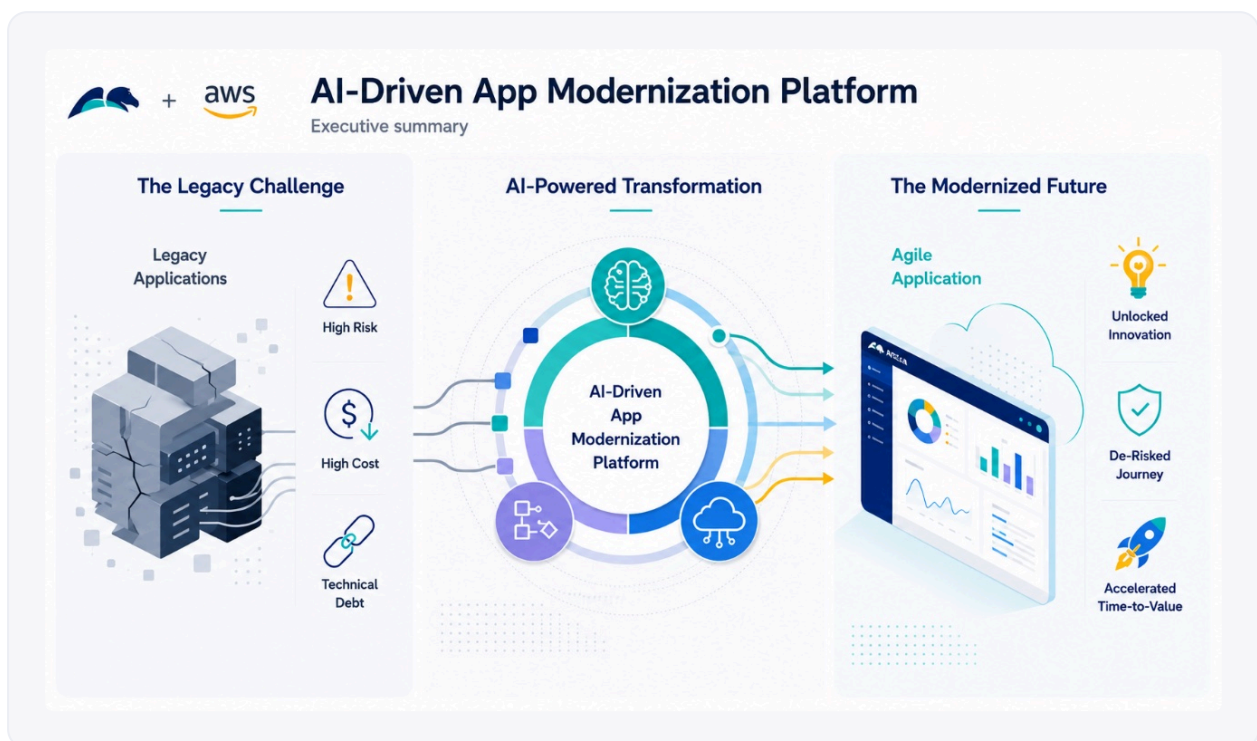 aws
AI-Driven App Modernization Platform
Executive summary
The Legacy Challenge
Legacy
Applications
High Risk
High Cost
Technical
Debt
AI-Powered Transformation
AI-Driven
App
Modernization
Platform
The Modernized Future
Agile
Application
Unlocked
Innovation
De-Risked
Journey
Accelerated
Time-to-Value